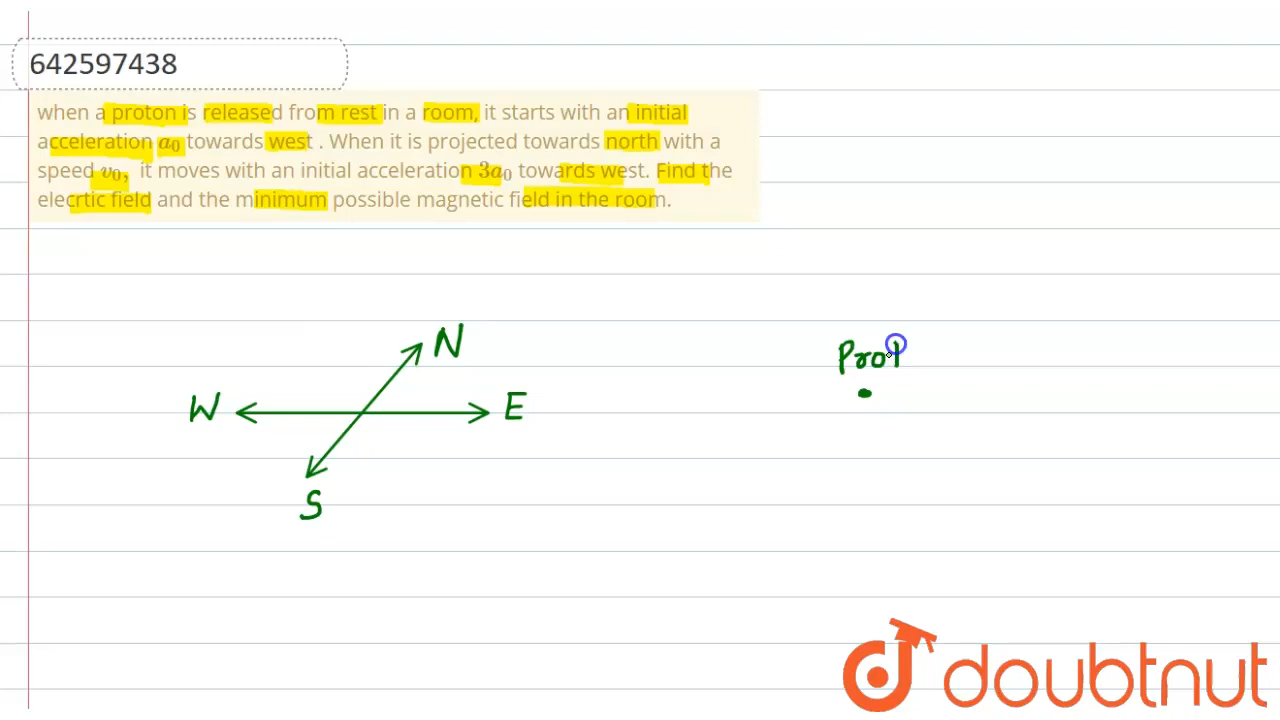 642597438
when a proton is released from rest in a room, it starts with an initial
acceleration a₀ towards west . When it is projected towards north with a
speed v₀, it moves with an initial acceleration 3a₀ towards west. Find the
elecrtic field and the minimum possible magnetic field in the room.
N
Prot
W E
S
doubtnut